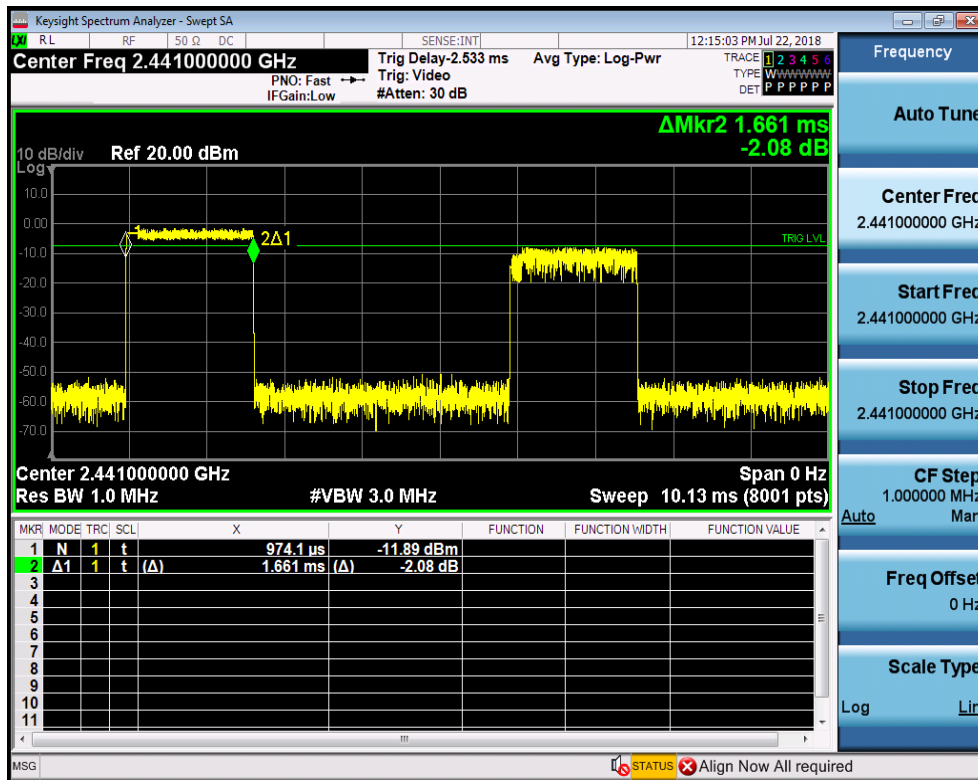 Keysight Spectrum Analyzer - Swept SA
LXI RL RF 50 Ω DC SENSE:INT 12:15:03 PM Jul 22, 2018
Center Freq 2.441000000 GHz
PNO: Fast
IFGain:Low
Trig Delay-2.533 ms
Trig: Video
#Atten: 30 dB
Avg Type: Log-Pwr
TRACE 1 2 3 4 5 6
TYPE WWWWWWW
DET P P P P P P
ΔMkr2 1.661 ms
-2.08 dB
10 dB/div Ref 20.00 dBm
Log
10.0
0.00
-10.0
-20.0
-30.0
-40.0
-50.0
-60.0
-70.0
1
2Δ1
TRIG LVL
Center 2.441000000 GHz Span 0 Hz
Res BW 1.0 MHz #VBW 3.0 MHz Sweep 10.13 ms (8001 pts)
MKR MODE TRC SCL X Y FUNCTION FUNCTION WIDTH FUNCTION VALUE
1 N 1 t 974.1 µs -11.89 dBm
2 Δ1 1 t (Δ) 1.661 ms (Δ) -2.08 dB
3
4
5
6
7
8
9
10
11
MSG STATUS Align Now All required
Frequency
Auto Tune
Center Freq
2.441000000 GHz
Start Freq
2.441000000 GHz
Stop Freq
2.441000000 GHz
CF Step
1.000000 MHz
Auto Man
Freq Offset
0 Hz
Scale Type
Log Lin